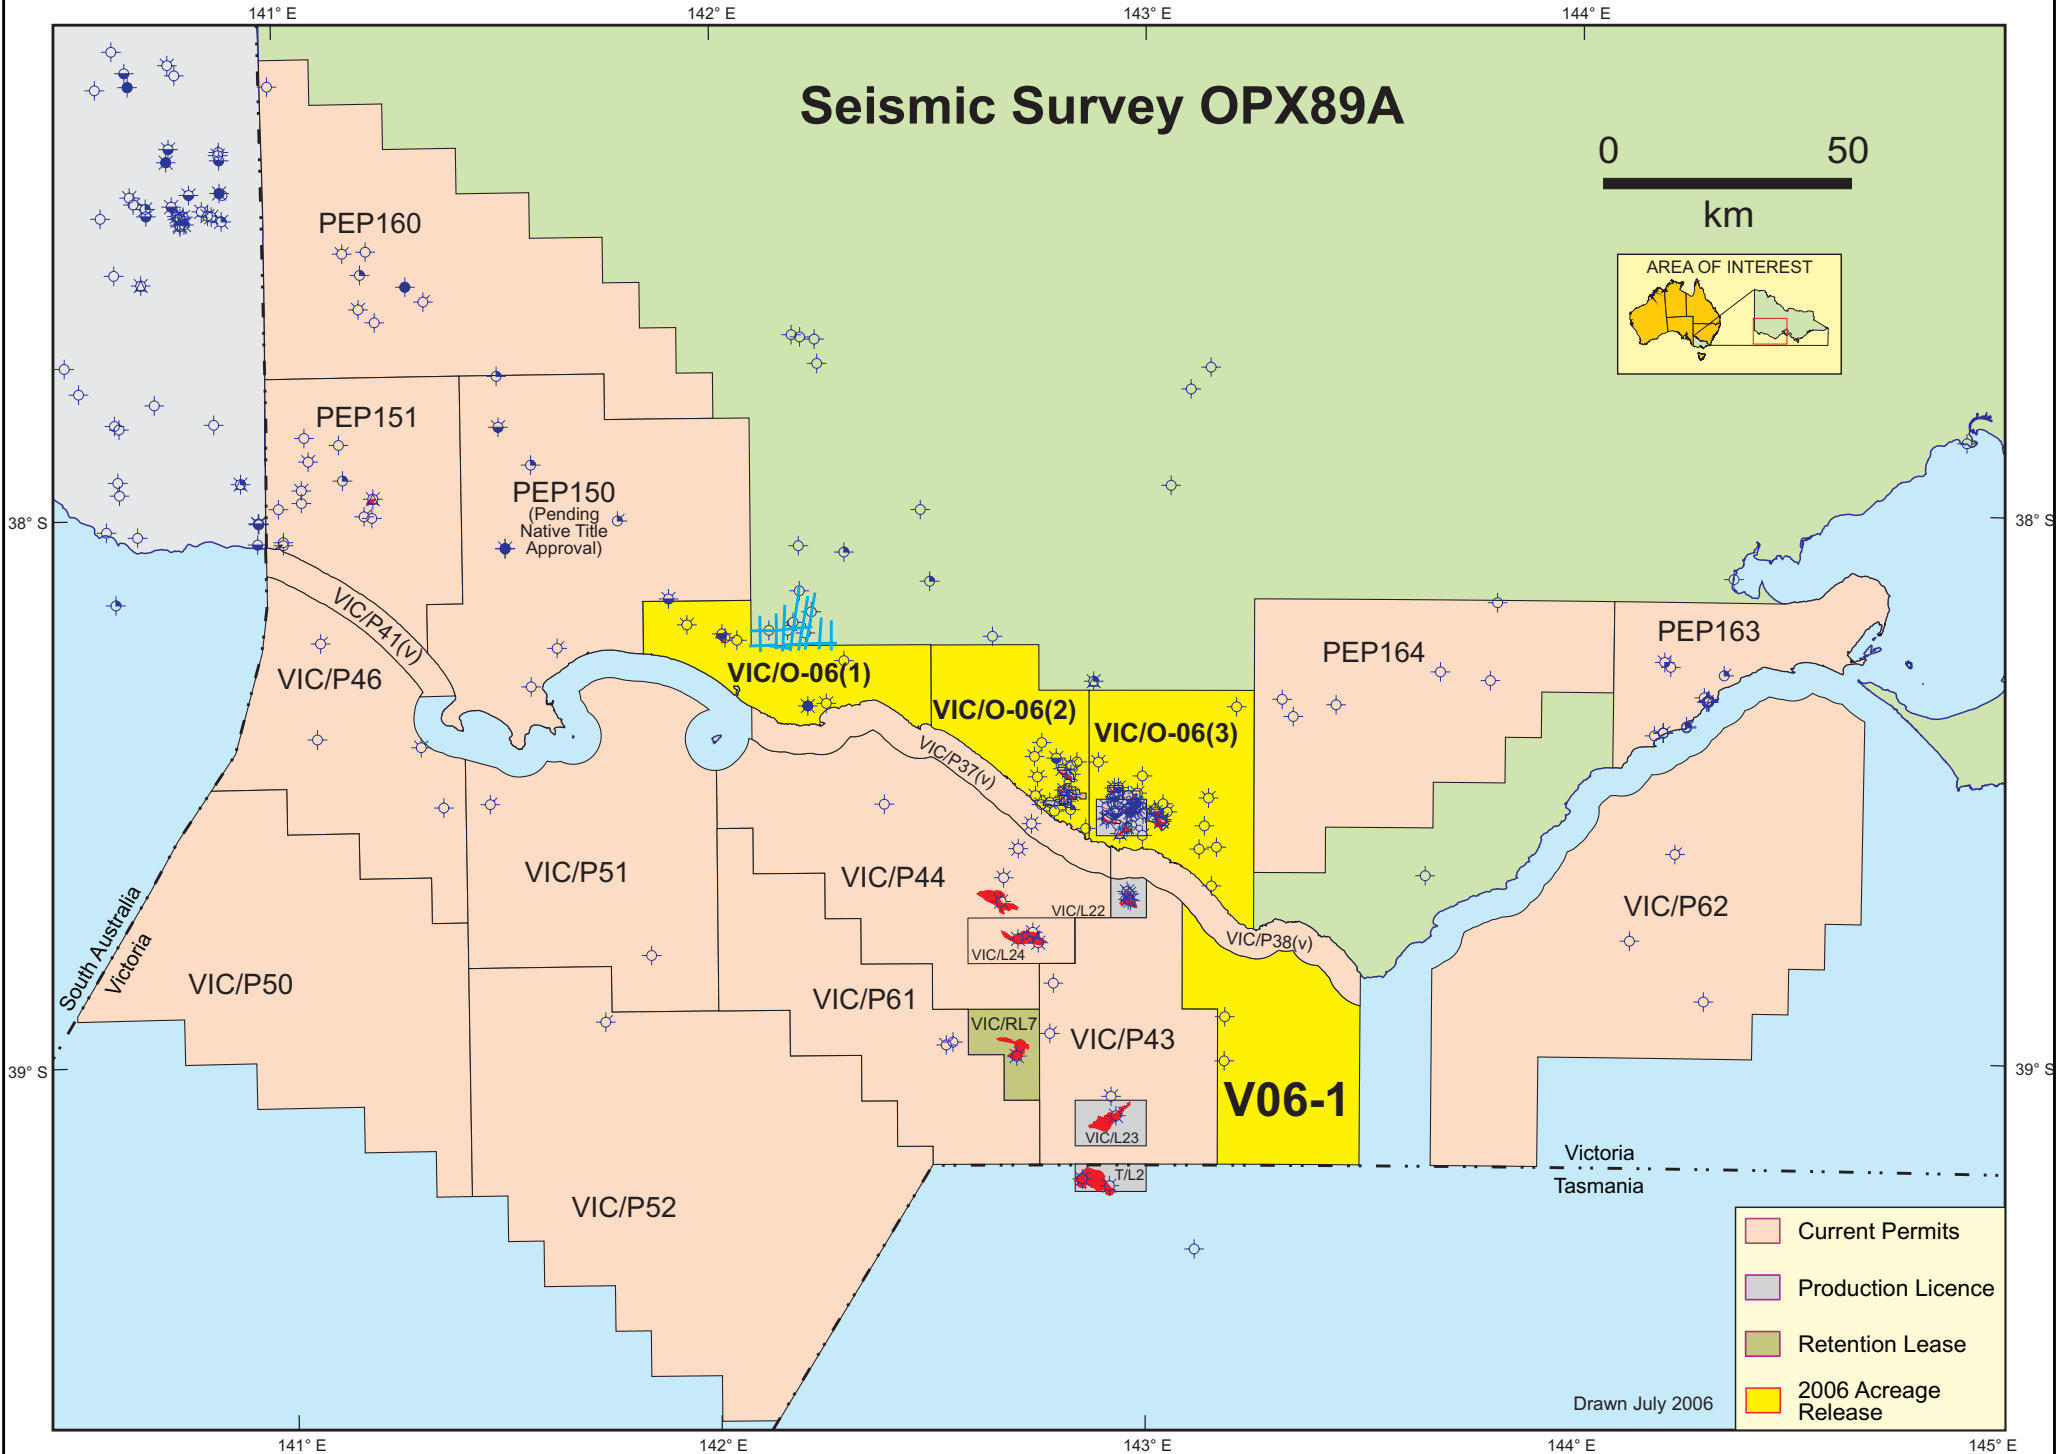 141° E
142° E
143° E
144° E
Seismic Survey OPX89A
0
50
km
AREA OF INTEREST
PEP160
PEP151
PEP150
(Pending
Native Title
Approval)
38° S
38° S
VIC/P41(v)
VIC/P46
VIC/O-06(1)
VIC/O-06(2)
VIC/O-06(3)
PEP164
PEP163
VIC/P37(v)
VIC/P51
VIC/P44
VIC/L22
VIC/P62
VIC/L24
VIC/P38(v)
South Australia
Victoria
VIC/P50
VIC/P61
VIC/RL7
VIC/P43
39° S
39° S
V06-1
VIC/L23
T/L2
Victoria
Tasmania
VIC/P52
Current Permits
Production Licence
Retention Lease
2006 Acreage
Release
Drawn July 2006
141° E
142° E
143° E
144° E
145° E